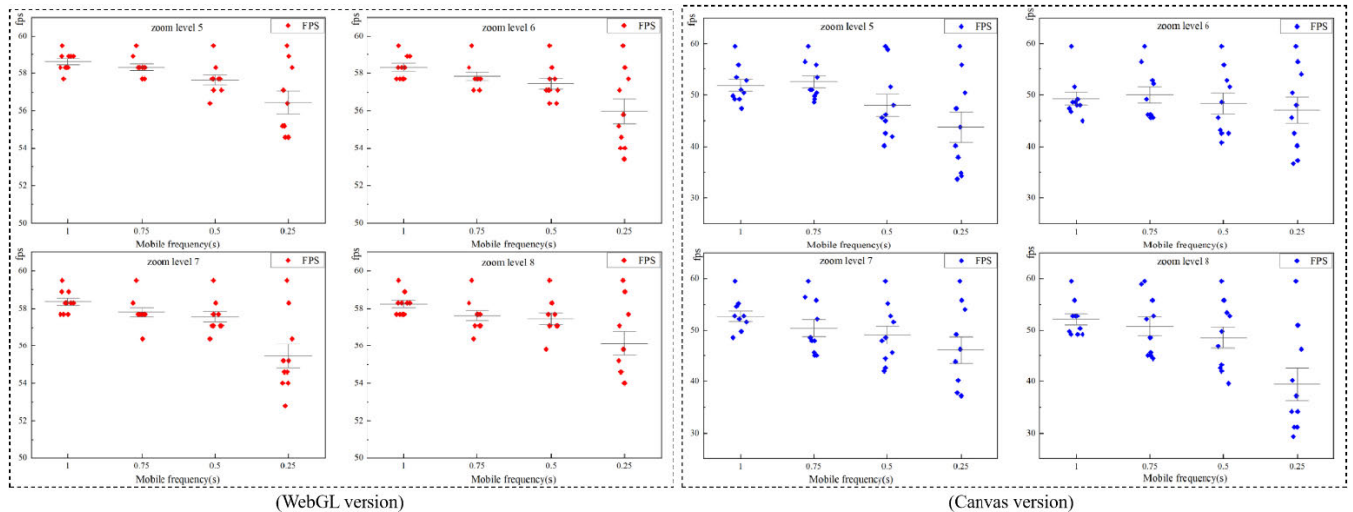 fps
zoom level 5
FPS
60
58
56
54
52
50
1
0.75
0.5
0.25
Mobile frequency(s)
fps
zoom level 6
FPS
60
58
56
54
52
50
1
0.75
0.5
0.25
Mobile frequency(s)
fps
zoom level 7
FPS
60
58
56
54
52
50
1
0.75
0.5
0.25
Mobile frequency(s)
fps
zoom level 8
FPS
60
58
56
54
52
50
1
0.75
0.5
0.25
Mobile frequency(s)
(WebGL version)
fps
zoom level 5
FPS
60
50
40
30
1
0.75
0.5
0.25
Mobile frequency(s)
fps
zoom level 6
FPS
60
50
40
30
1
0.75
0.5
0.25
Mobile frequency(s)
fps
zoom level 7
FPS
60
50
40
30
1
0.75
0.5
0.25
Mobile frequency(s)
fps
zoom level 8
FPS
60
50
40
30
1
0.75
0.5
0.25
Mobile frequency(s)
(Canvas version)